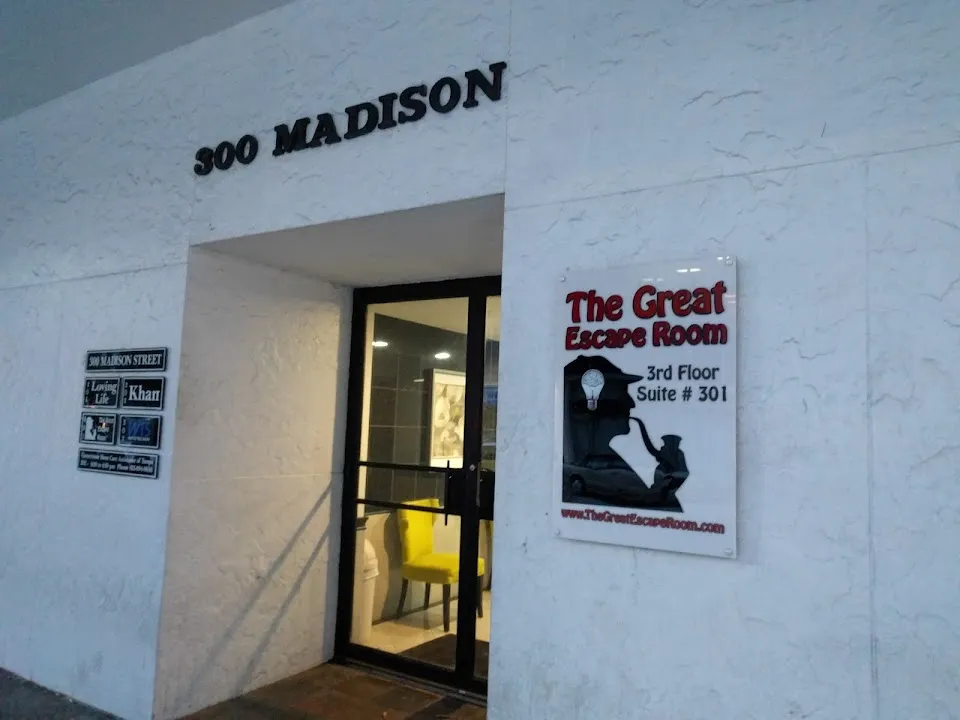 300 MADISON
300 MADISON STREET
Loving
Life
Khan
The Great
Escape Room
3rd Floor
Suite # 301
www.TheGreatEscapeRoom.com